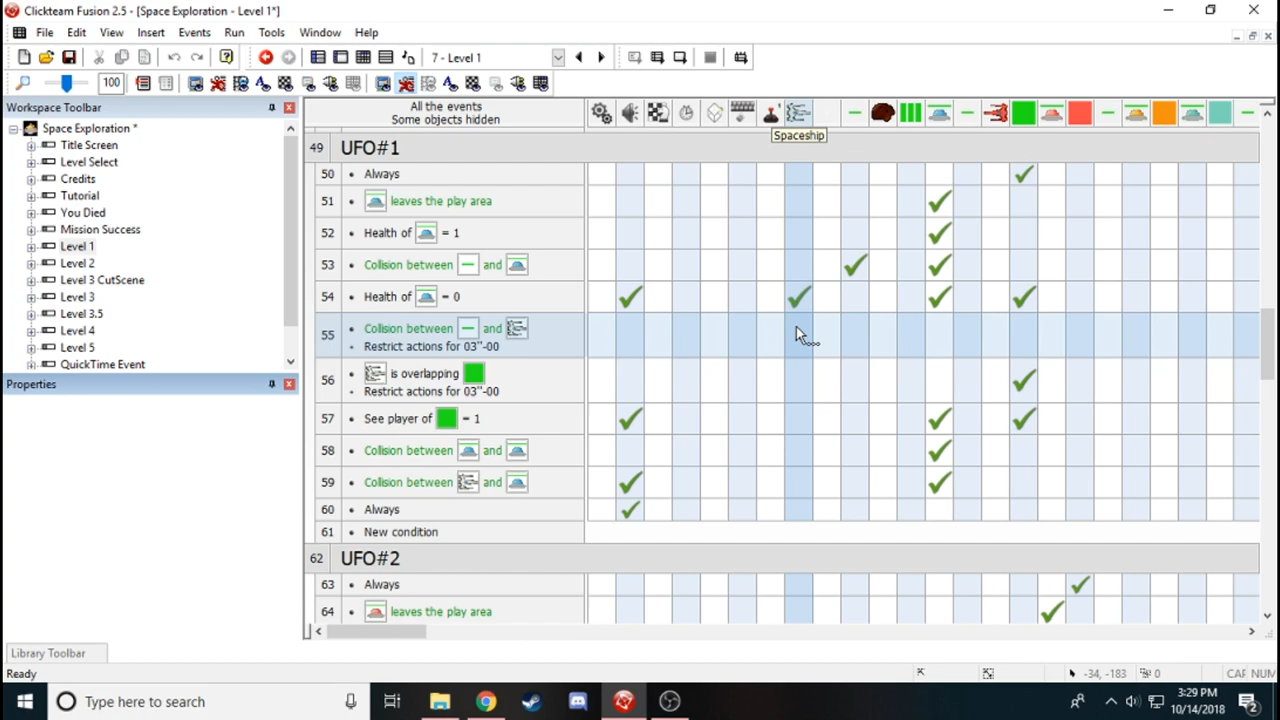 Clickteam Fusion 2.5 - [Space Exploration - Level 1*]
File Edit View Insert Events Run Tools Window Help
7 - Level 1
100
Workspace Toolbar
Space Exploration *
Title Screen
Level Select
Credits
Tutorial
You Died
Mission Success
Level 1
Level 2
Level 3 CutScene
Level 3
Level 3.5
Level 4
Level 5
QuickTime Event
Properties
Library Toolbar
All the events
Some objects hidden
Spaceship
49 UFO#1
50 • Always
51 • leaves the play area
52 • Health of = 1
53 • Collision between and
54 • Health of = 0
55 • Collision between and
• Restrict actions for 03"-00
56 • is overlapping
• Restrict actions for 03"-00
57 • See player of = 1
58 • Collision between and
59 • Collision between and
60 • Always
61 • New condition
62 UFO#2
63 • Always
64 • leaves the play area
Ready
-34, -183
0
CAP NUM
Type here to search
3:29 PM
10/14/2018
2